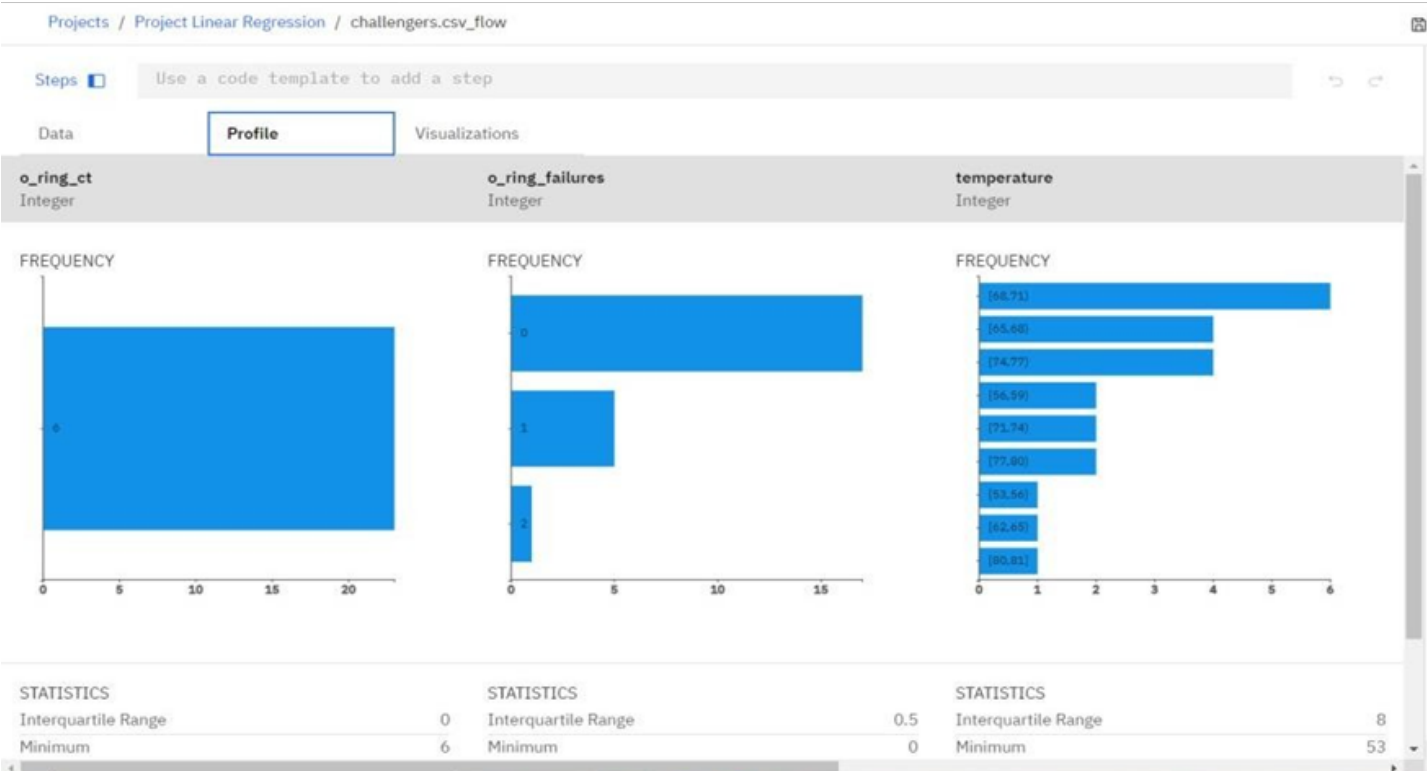 Projects / Project Linear Regression / challengers.csv_flow
Steps Use a code template to add a step
Data Profile Visualizations
o_ring_ct
Integer
FREQUENCY
6
0 5 10 15 20
STATISTICS
Interquartile Range 0
Minimum 6
o_ring_failures
Integer
FREQUENCY
0
1
2
0 5 10 15
STATISTICS
Interquartile Range 0.5
Minimum 0
temperature
Integer
FREQUENCY
[68,71)
[65,68)
[74,77)
[56,59)
[71,74)
[77,80)
[53,56)
[62,65)
[80,81]
0 1 2 3 4 5 6
STATISTICS
Interquartile Range 8
Minimum 53